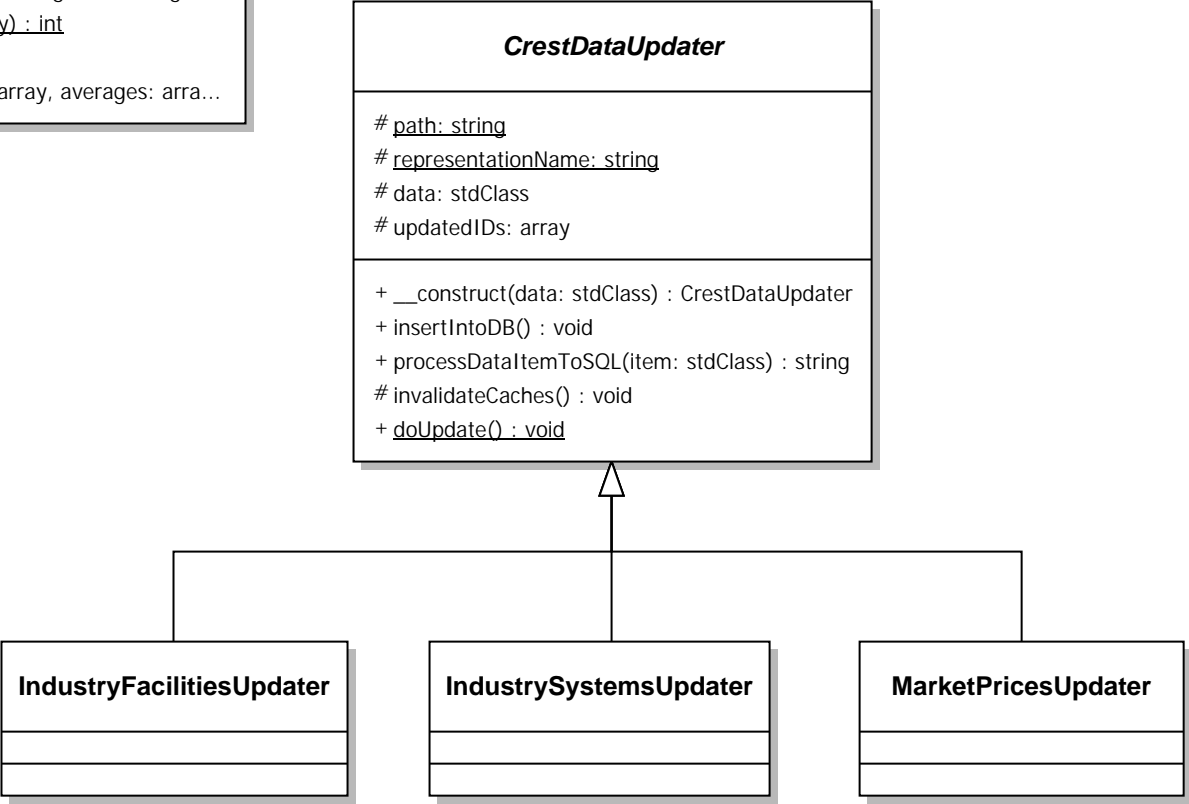 y) : int
array, averages: arra...
CrestDataUpdater
# path: string
# representationName: string
# data: stdClass
# updatedIDs: array
+ __construct(data: stdClass) : CrestDataUpdater
+ insertIntoDB() : void
+ processDataItemToSQL(item: stdClass) : string
# invalidateCaches() : void
+ doUpdate() : void
IndustryFacilitiesUpdater
IndustrySystemsUpdater
MarketPricesUpdater